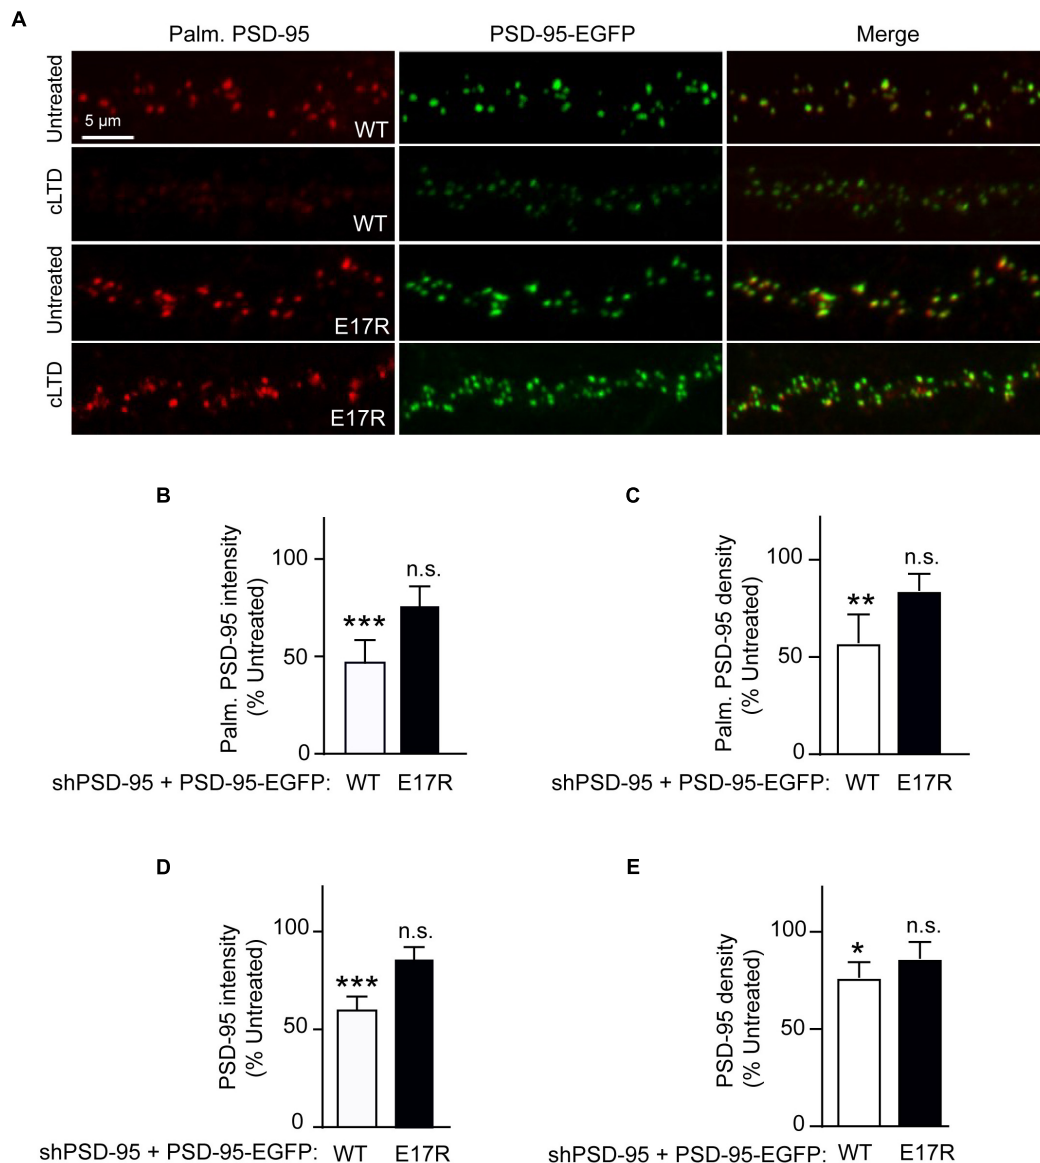 A
Palm. PSD-95 PSD-95-EGFP Merge
Untreated
5 µm
WT
cLTD
WT
Untreated
E17R
cLTD
E17R
B
Palm. PSD-95 intensity
(% Untreated)
100
50
0
***
n.s.
shPSD-95 + PSD-95-EGFP: WT E17R
C
Palm. PSD-95 density
(% Untreated)
100
50
0
**
n.s.
shPSD-95 + PSD-95-EGFP: WT E17R
D
PSD-95 intensity
(% Untreated)
100
50
0
***
n.s.
shPSD-95 + PSD-95-EGFP: WT E17R
E
PSD-95 density
(% Untreated)
100
50
0
*
n.s.
shPSD-95 + PSD-95-EGFP: WT E17R